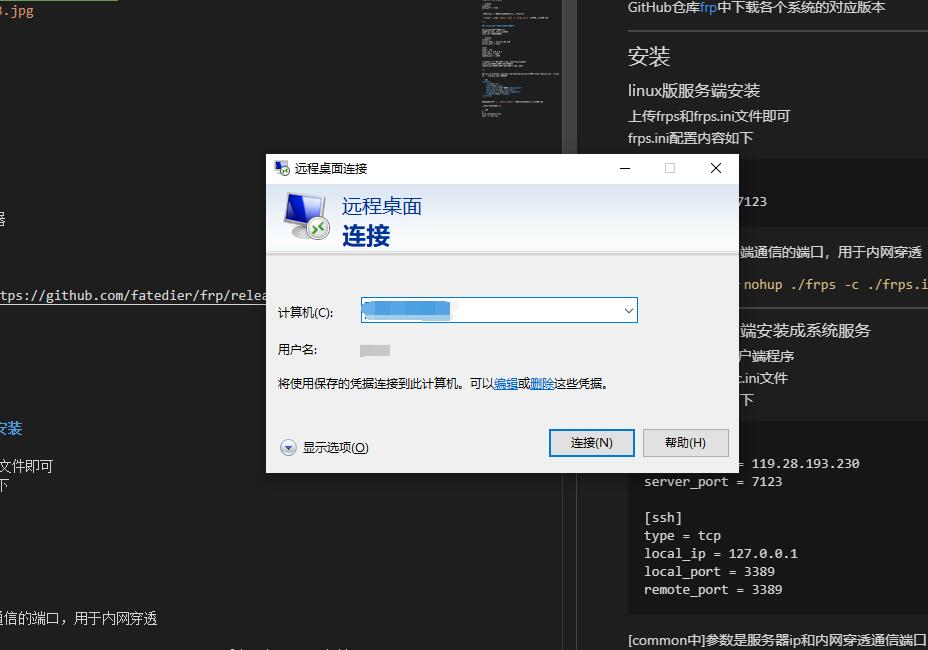 3.jpg
器
tps://github.com/fatedier/frp/relea
安装
文件即可
下
通信的端口，用于内网穿透
远程桌面连接
远程桌面
连接
计算机(C):
用户名:
将使用保存的凭据连接到此计算机。可以编辑或删除这些凭据。
显示选项(O)
连接(N)
帮助(H)
GitHub仓库frp中下载各个系统的对应版本
安装
linux版服务端安装
上传frps和frps.ini文件即可
frps.ini配置内容如下
7123
端通信的端口，用于内网穿透
nohup ./frps -c ./frps.i
端安装成系统服务
户端程序
c.ini文件
下
= 119.28.193.230
server_port = 7123
[ssh]
type = tcp
local_ip = 127.0.0.1
local_port = 3389
remote_port = 3389
[common中]参数是服务器ip和内网穿透通信端口